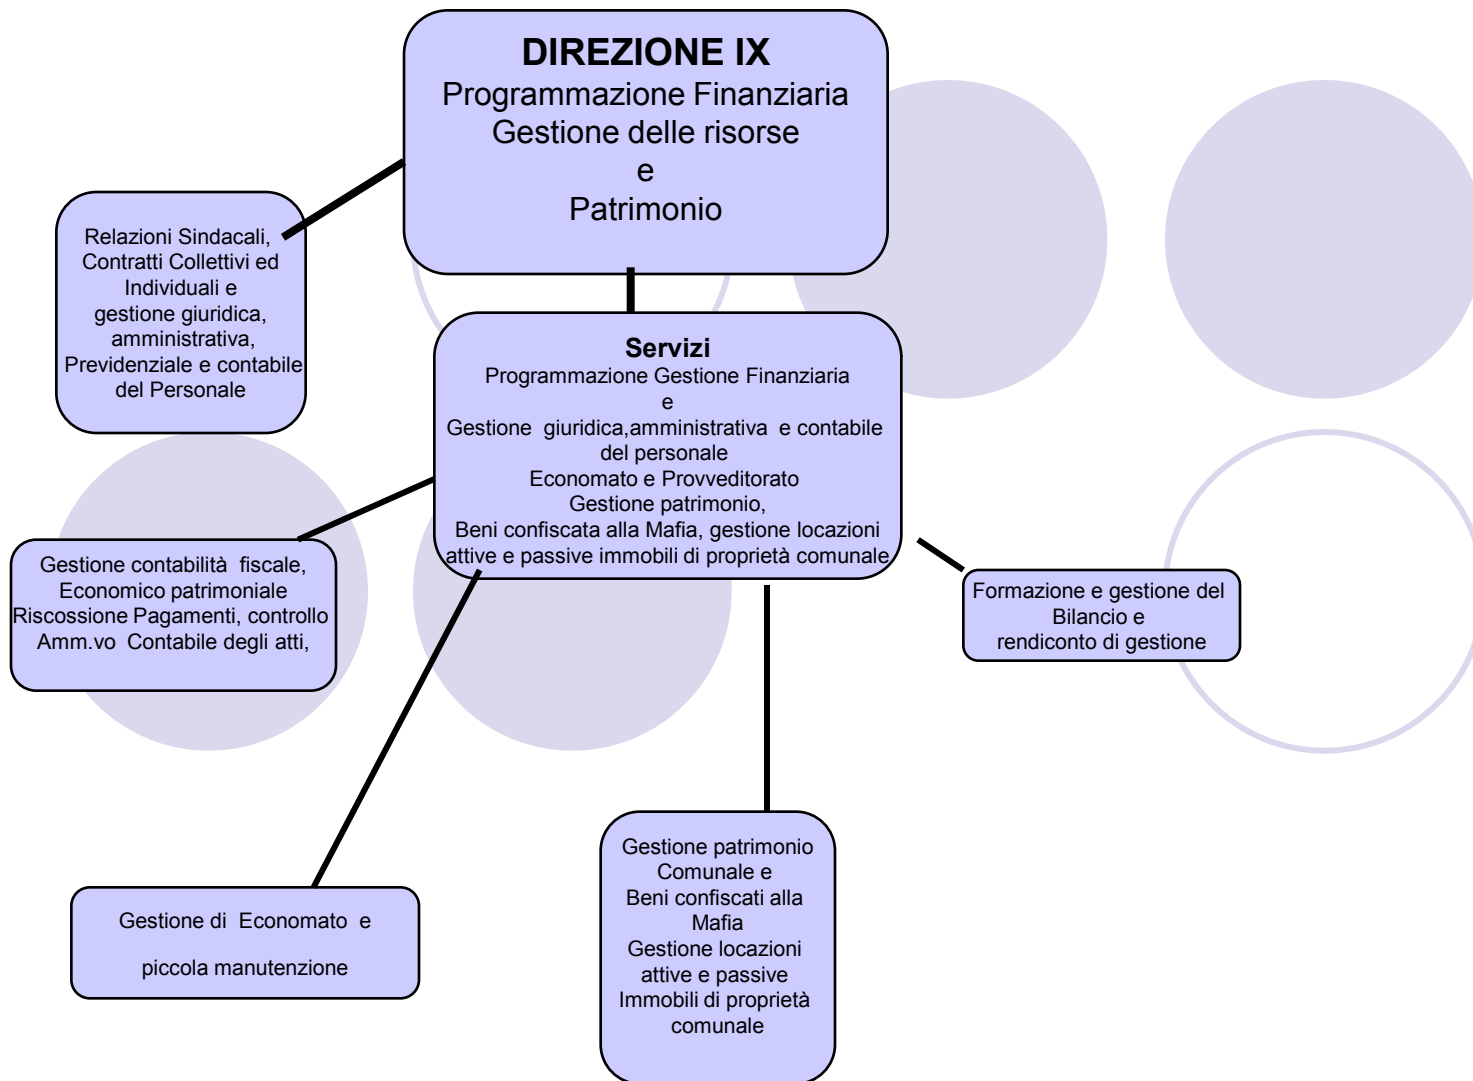 DIREZIONE IX
Programmazione Finanziaria
Gestione delle risorse
e
Patrimonio
Relazioni Sindacali,
Contratti Collettivi ed
Individuali e
gestione giuridica,
amministrativa,
Previdenziale e contabile
del Personale
Servizi
Programmazione Gestione Finanziaria
e
Gestione giuridica,amministrativa e contabile
del personale
Economato e Provveditorato
Gestione patrimonio,
Beni confiscata alla Mafia, gestione locazioni
attive e passive immobili di proprietà comunale
Gestione contabilità fiscale,
Economico patrimoniale
Riscossione Pagamenti, controllo
Amm.vo Contabile degli atti,
Formazione e gestione del
Bilancio e
rendiconto di gestione
Gestione di Economato e
piccola manutenzione
Gestione patrimonio
Comunale e
Beni confiscati alla
Mafia
Gestione locazioni
attive e passive
Immobili di proprietà
comunale